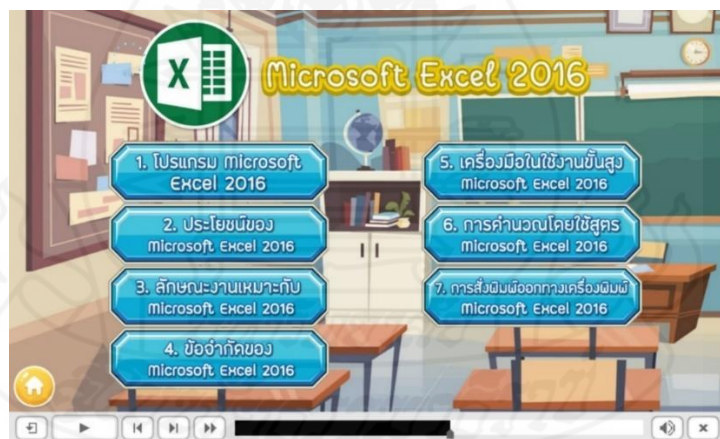 X
Microsoft Excel 2016
1. โปรแกรม Microsoft
Excel 2016
2. ประโยชน์ของ
Microsoft Excel 2016
3. ลักษณะงานเหมาะกับ
Microsoft Excel 2016
4. ข้อจำกัดของ
Microsoft Excel 2016
5. เครื่องมือในใช้งานขั้นสูง
Microsoft Excel 2016
6. การคำนวณโดยใช้สูตร
Microsoft Excel 2016
7. การสั่งพิมพ์ออกทางเครื่องพิมพ์
Microsoft Excel 2016